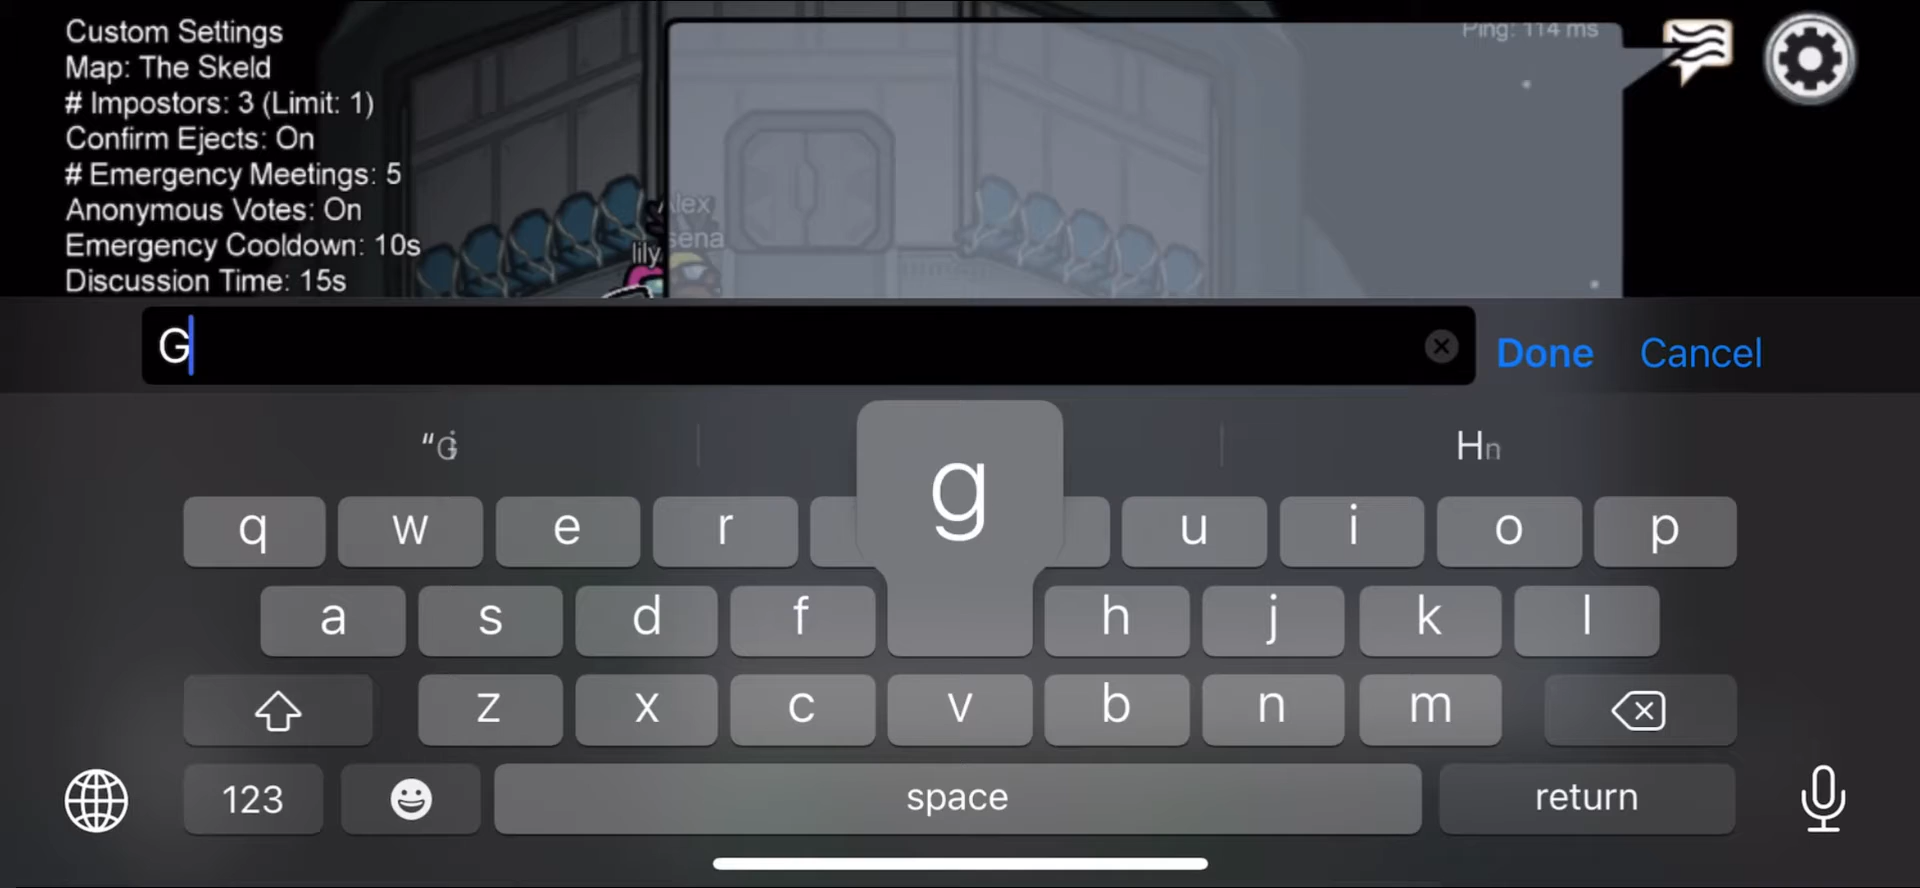 Custom Settings
Map: The Skeld
# Impostors: 3 (Limit: 1)
Confirm Ejects: On
# Emergency Meetings: 5
Anonymous Votes: On
Emergency Cooldown: 10s
Discussion Time: 15s
Ping: 114 ms
Alex
sena
lily
G
Done
Cancel
g
q w e r u i o p
a s d f h j k l
z x c v b n m
123
space
return